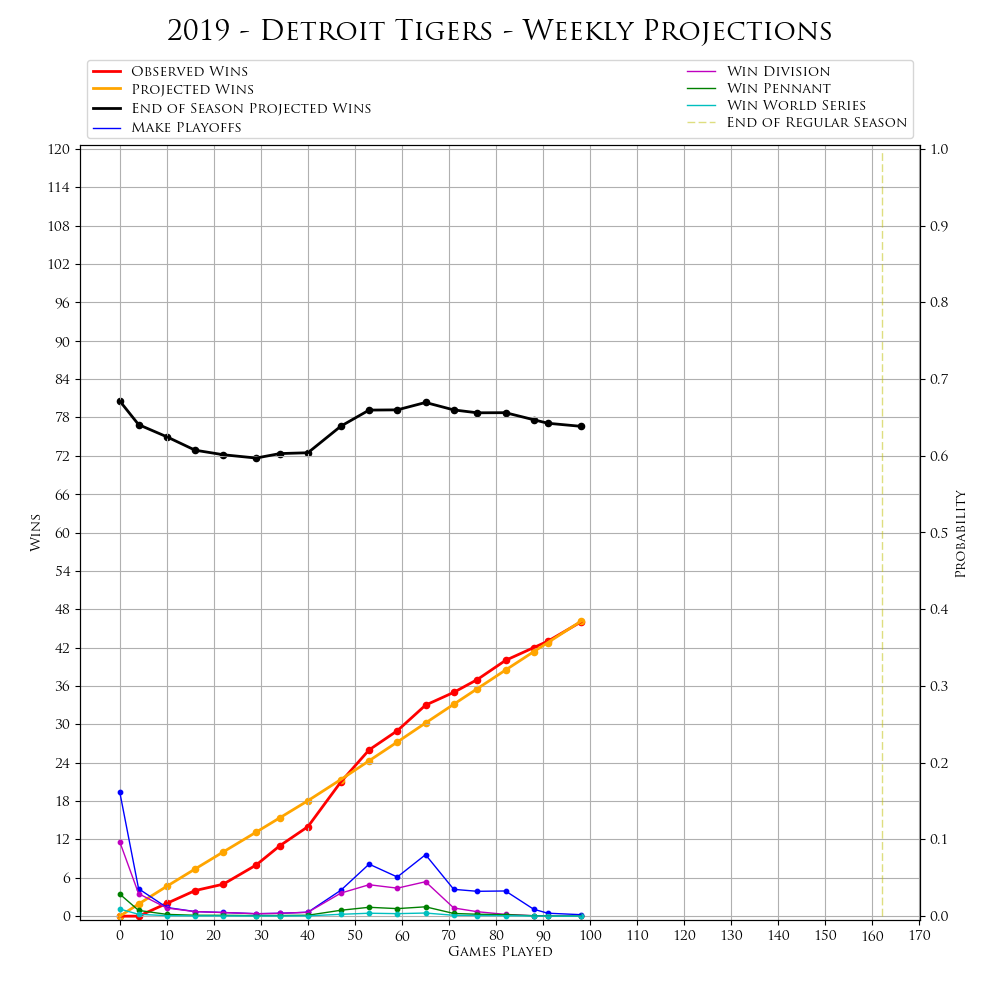 2019 - Detroit Tigers - Weekly Projections
Observed Wins
Projected Wins
End of Season Projected Wins
Make Playoffs
Win Division
Win Pennant
Win World Series
End of Regular Season
120
114
108
102
96
90
84
78
72
66
60
54
48
42
36
30
24
18
12
6
0
Wins
1.0
0.9
0.8
0.7
0.6
0.5
0.4
0.3
0.2
0.1
0.0
Probability
0 10 20 30 40 50 60 70 80 90 100 110 120 130 140 150 160 170
Games Played